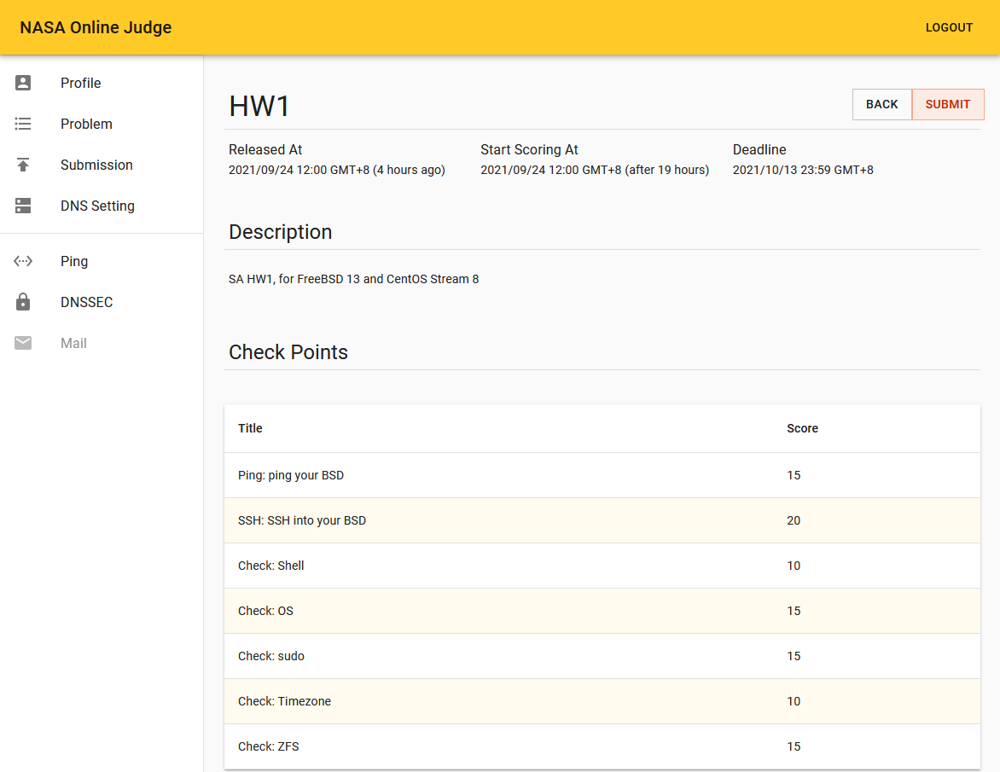 NASA Online Judge
LOGOUT
Profile
Problem
Submission
DNS Setting
Ping
DNSSEC
Mail
HW1
BACK
SUBMIT
Released At
2021/09/24 12:00 GMT+8 (4 hours ago)
Start Scoring At
2021/09/24 12:00 GMT+8 (after 19 hours)
Deadline
2021/10/13 23:59 GMT+8
Description
SA HW1, for FreeBSD 13 and CentOS Stream 8
Check Points
Title Score
Ping: ping your BSD 15
SSH: SSH into your BSD 20
Check: Shell 10
Check: OS 15
Check: sudo 15
Check: Timezone 10
Check: ZFS 15